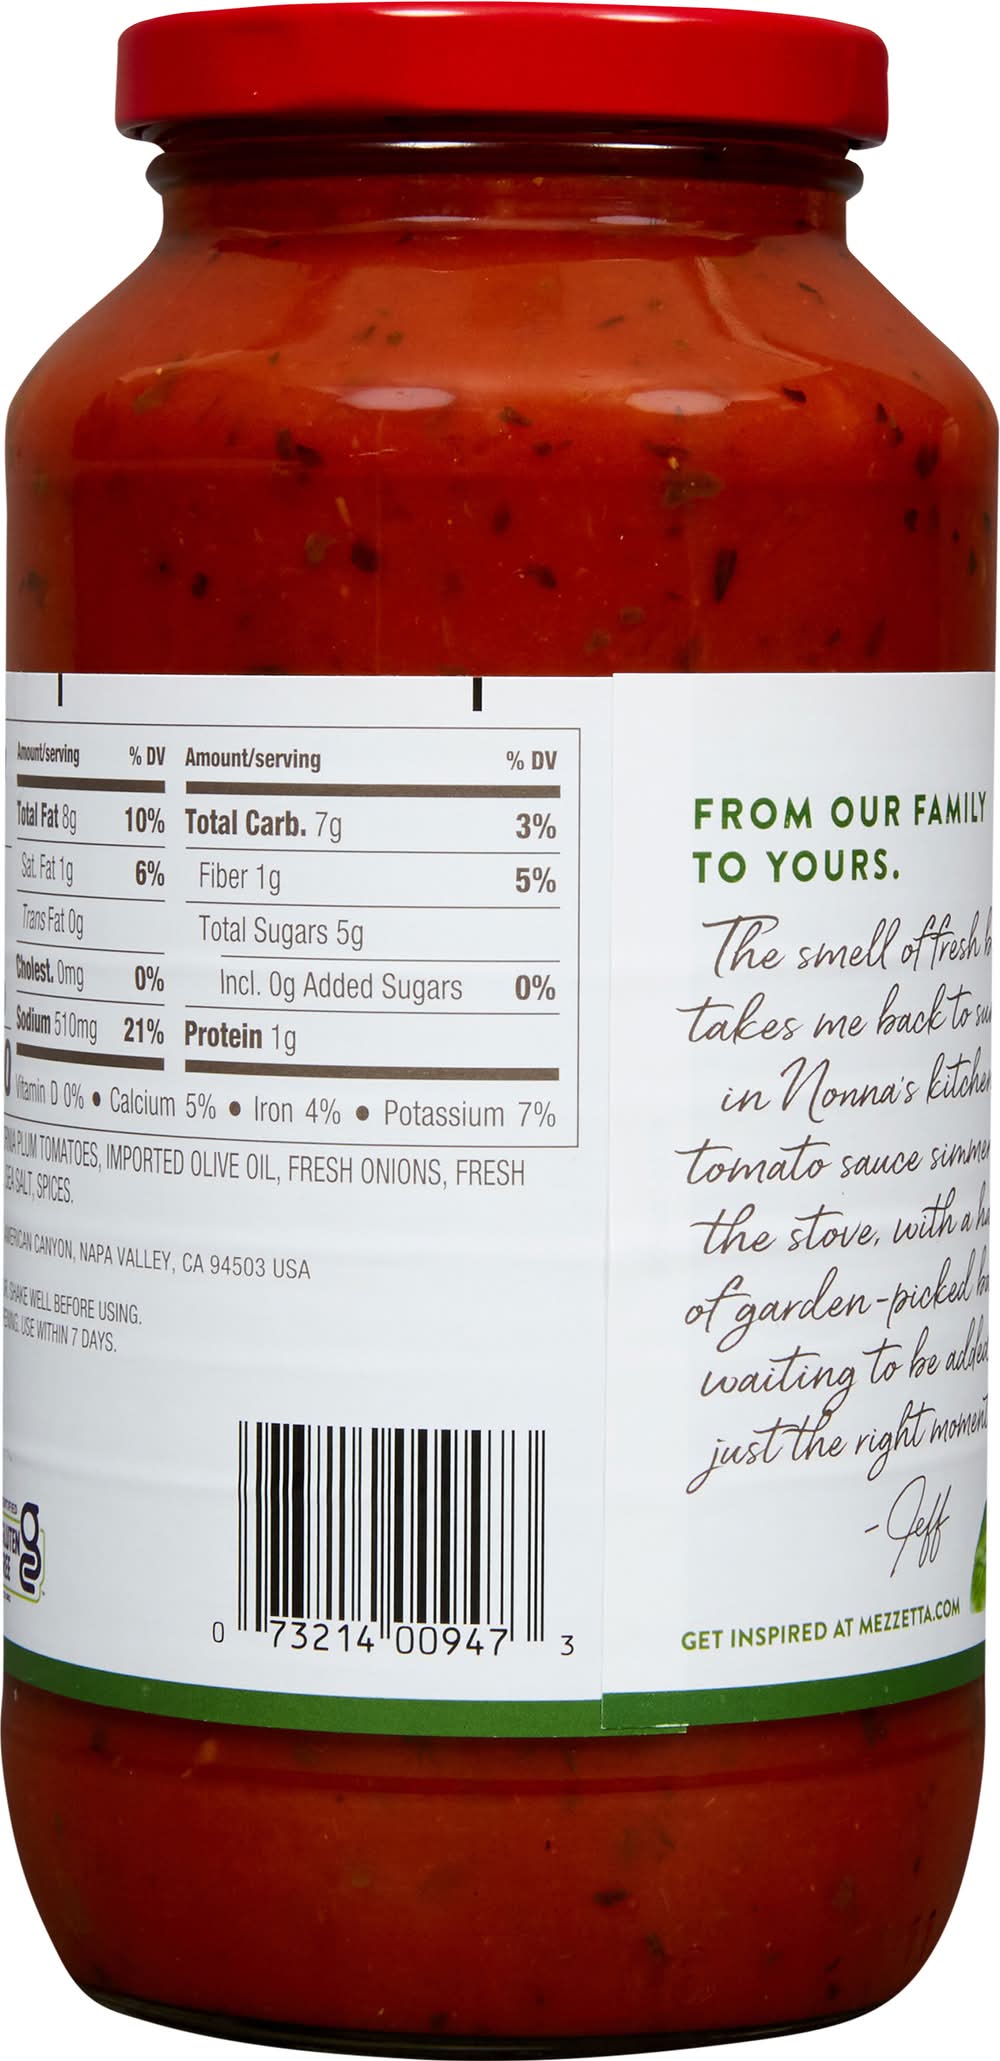 Amount/serving % DV Amount/serving % DV
Total Fat 8g 10% Total Carb. 7g 3%
Sat. Fat 1g 6% Fiber 1g 5%
Trans Fat 0g Total Sugars 5g
Cholest. 0mg 0% Incl. 0g Added Sugars 0%
Sodium 510mg 21% Protein 1g
Vitamin D 0% • Calcium 5% • Iron 4% • Potassium 7%
PLUM TOMATOES, IMPORTED OLIVE OIL, FRESH ONIONS, FRESH
SEA SALT, SPICES.
AMERICAN CANYON, NAPA VALLEY, CA 94503 USA
SHAKE WELL BEFORE USING.
USE WITHIN 7 DAYS.
0 73214 00947 3
FROM OUR FAMILY
TO YOURS.
The smell of fresh
takes me back to
in Nonna's kitchen
tomato sauce
the stove, with a
of garden-picked
waiting to be added
just the right moment
- Jeff
GET INSPIRED AT MEZZETTA.COM